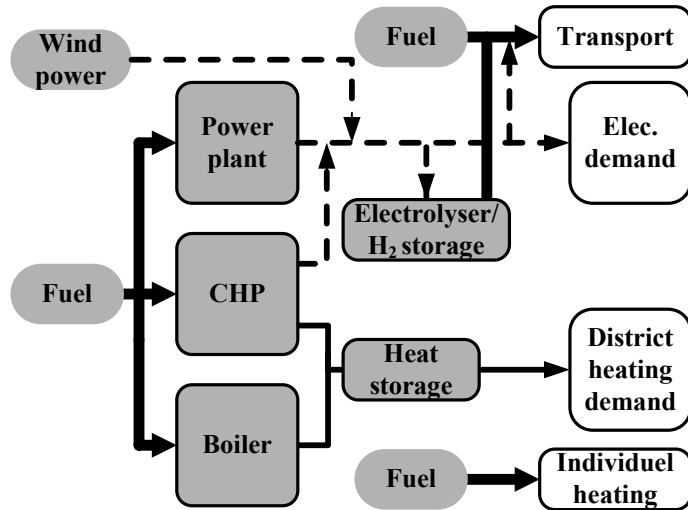 Wind
power
Fuel
Transport
Power
plant
Elec.
demand
Electrolyser/
H₂ storage
Fuel
CHP
Heat
storage
District
heating
demand
Boiler
Fuel
Individuel
heating